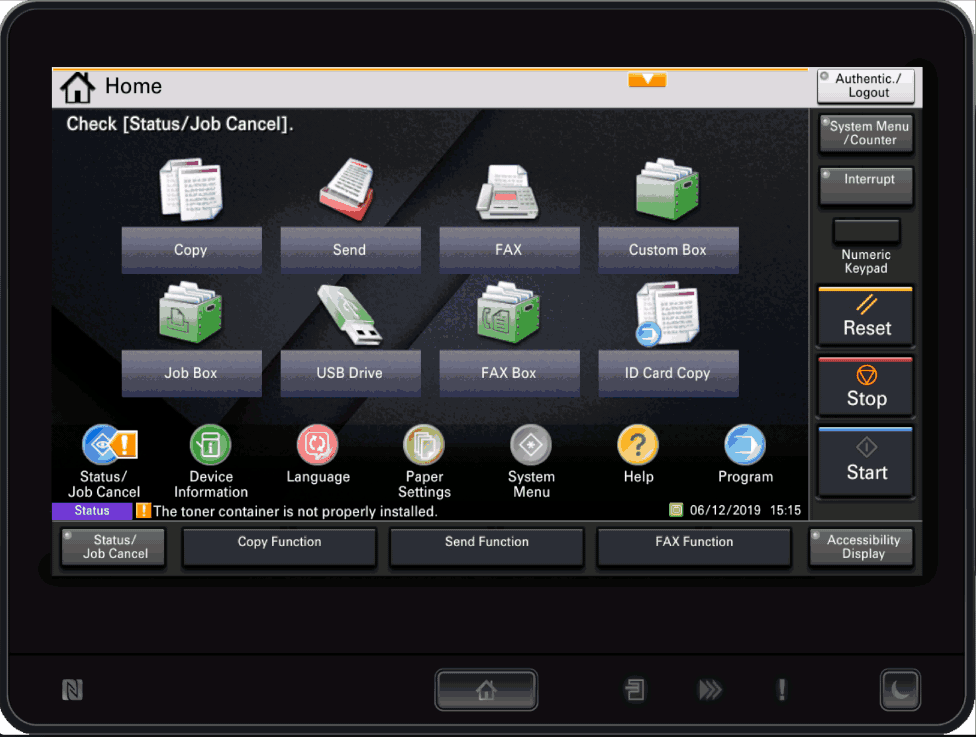 Home
Authentic./
Logout
Check [Status/Job Cancel].
System Menu
/Counter
Interrupt
Numeric
Keypad
Copy
Send
FAX
Custom Box
Reset
Job Box
USB Drive
FAX Box
ID Card Copy
Stop
Status/
Job Cancel
Device
Information
Language
Paper
Settings
System
Menu
Help
Program
Start
Status
The toner container is not properly installed.
06/12/2019 15:15
Status/
Job Cancel
Copy Function
Send Function
FAX Function
Accessibility
Display